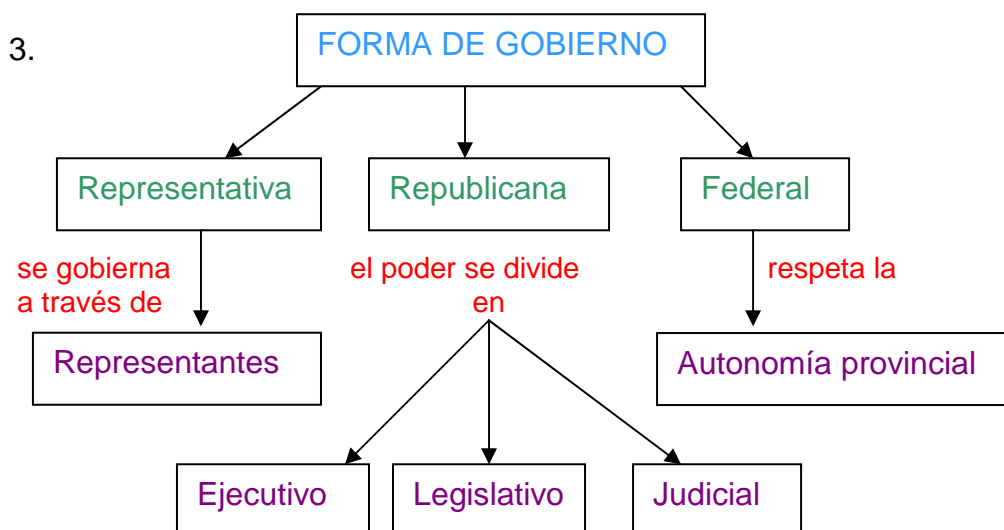 3.
FORMA DE GOBIERNO
Representativa
Republicana
Federal
se gobierna
a través de
el poder se divide
en
respeta la
Representantes
Autonomía provincial
Ejecutivo
Legislativo
Judicial